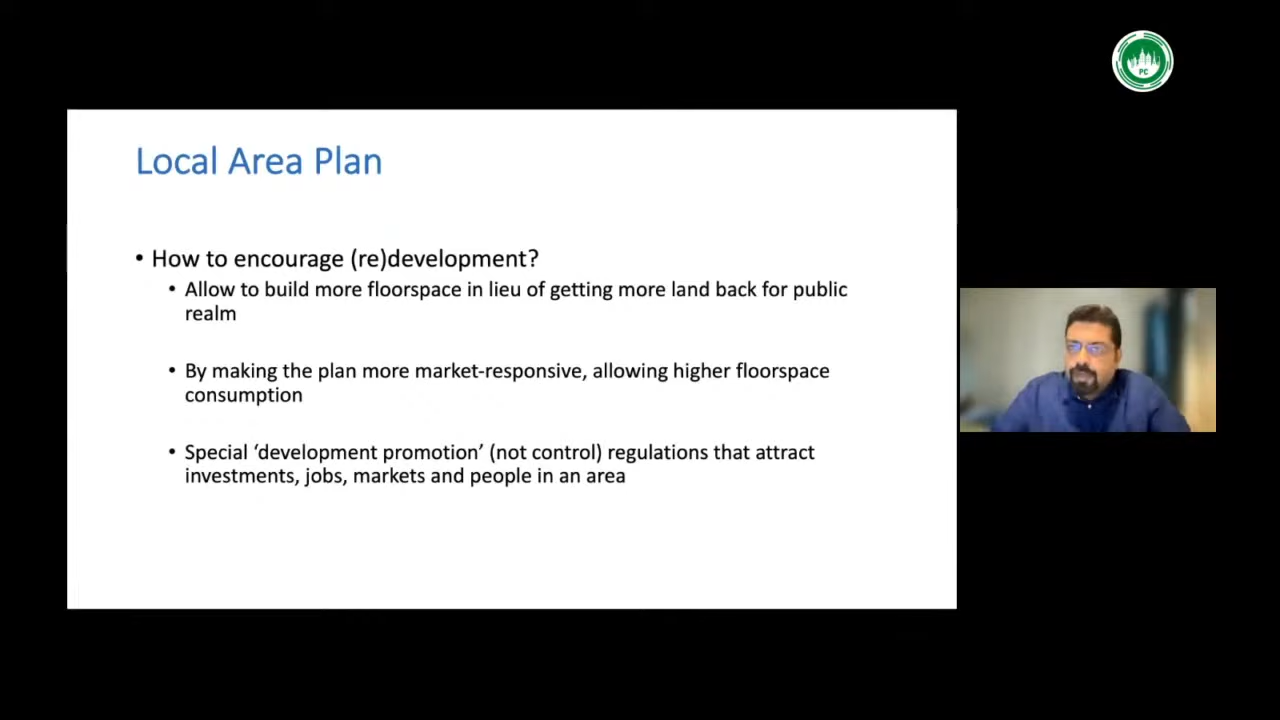 PC
Local Area Plan
• How to encourage (re)development?
• Allow to build more floorspace in lieu of getting more land back for public
realm
• By making the plan more market-responsive, allowing higher floorspace
consumption
• Special ‘development promotion’ (not control) regulations that attract
investments, jobs, markets and people in an area